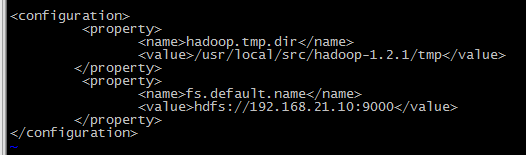 <configuration>
<property>
<name>hadoop.tmp.dir</name>
<value>/usr/local/src/hadoop-1.2.1/tmp</value>
</property>
<property>
<name>fs.default.name</name>
<value>hdfs://192.168.21.10:9000</value>
</property>
</configuration>
~